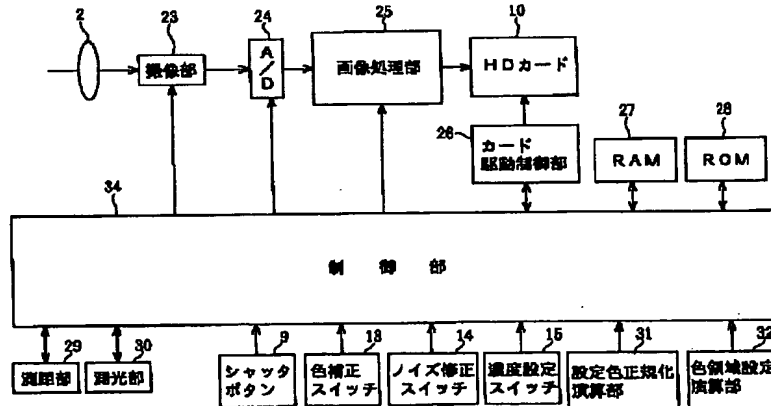 2
23
24
25
10
撮像部
A/D
画像処理部
HDカード
26
カード
駆動制御部
27
RAM
28
ROM
34
制御部
29
測距部
30
測光部
9
シャッタ
ボタン
13
色補正
スイッチ
14
ノイズ修正
スイッチ
15
濃度設定
スイッチ
31
設定色正規化
演算部
32
色領域設定
演算部